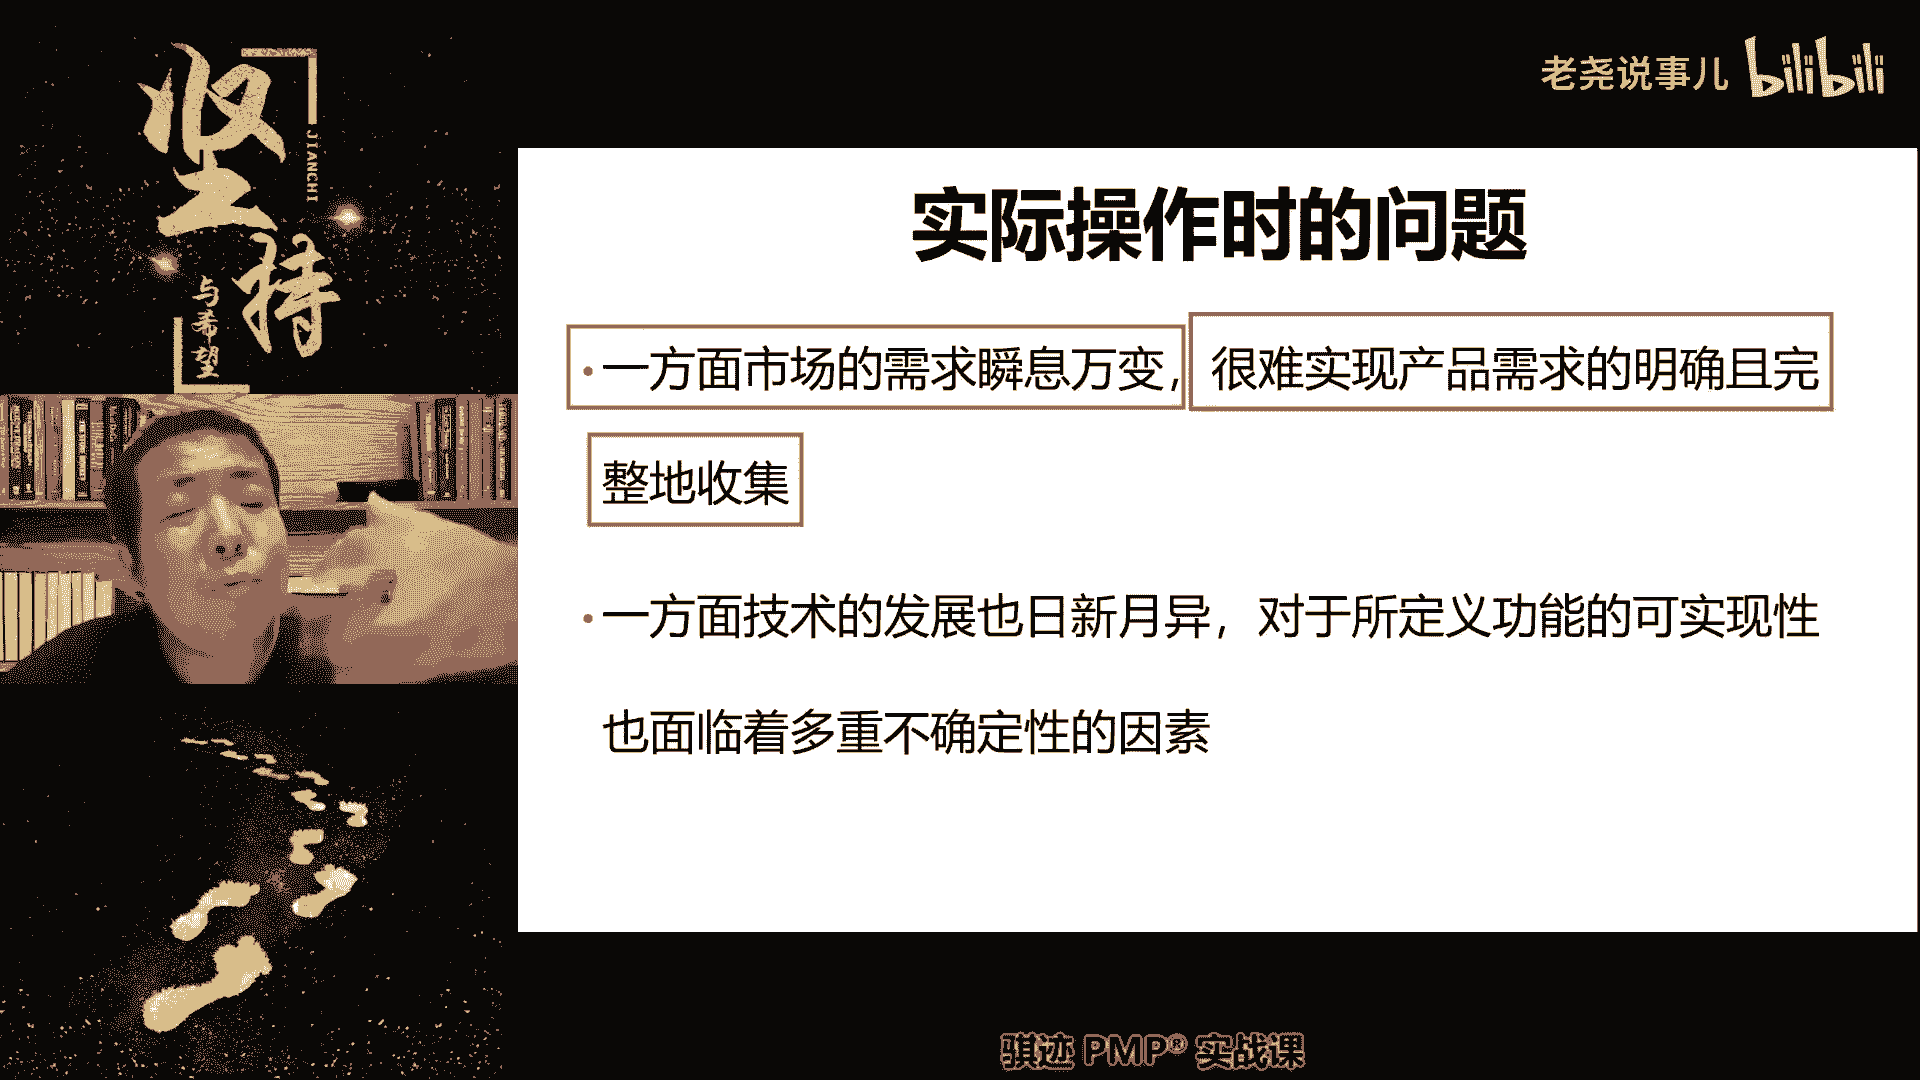 坚持
JIANCHI
与希望
老尧说事儿 bilibili
实际操作时的问题
•一方面市场的需求瞬息万变，很难实现产品需求的明确且完
整地收集
•一方面技术的发展也日新月异，对于所定义功能的可实现性
也面临着多重不确定性的因素
骐迹 PMP® 实战课